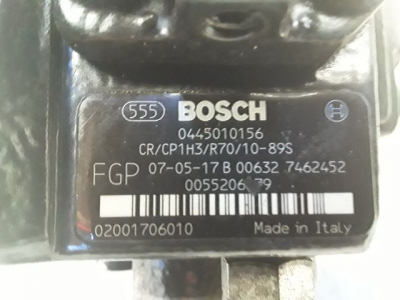 555 BOSCH
0445010156
CR/CP1H3/R70/10-89S
FGP 07-05-17 B 00632 7462452
02001706010 Made in Italy